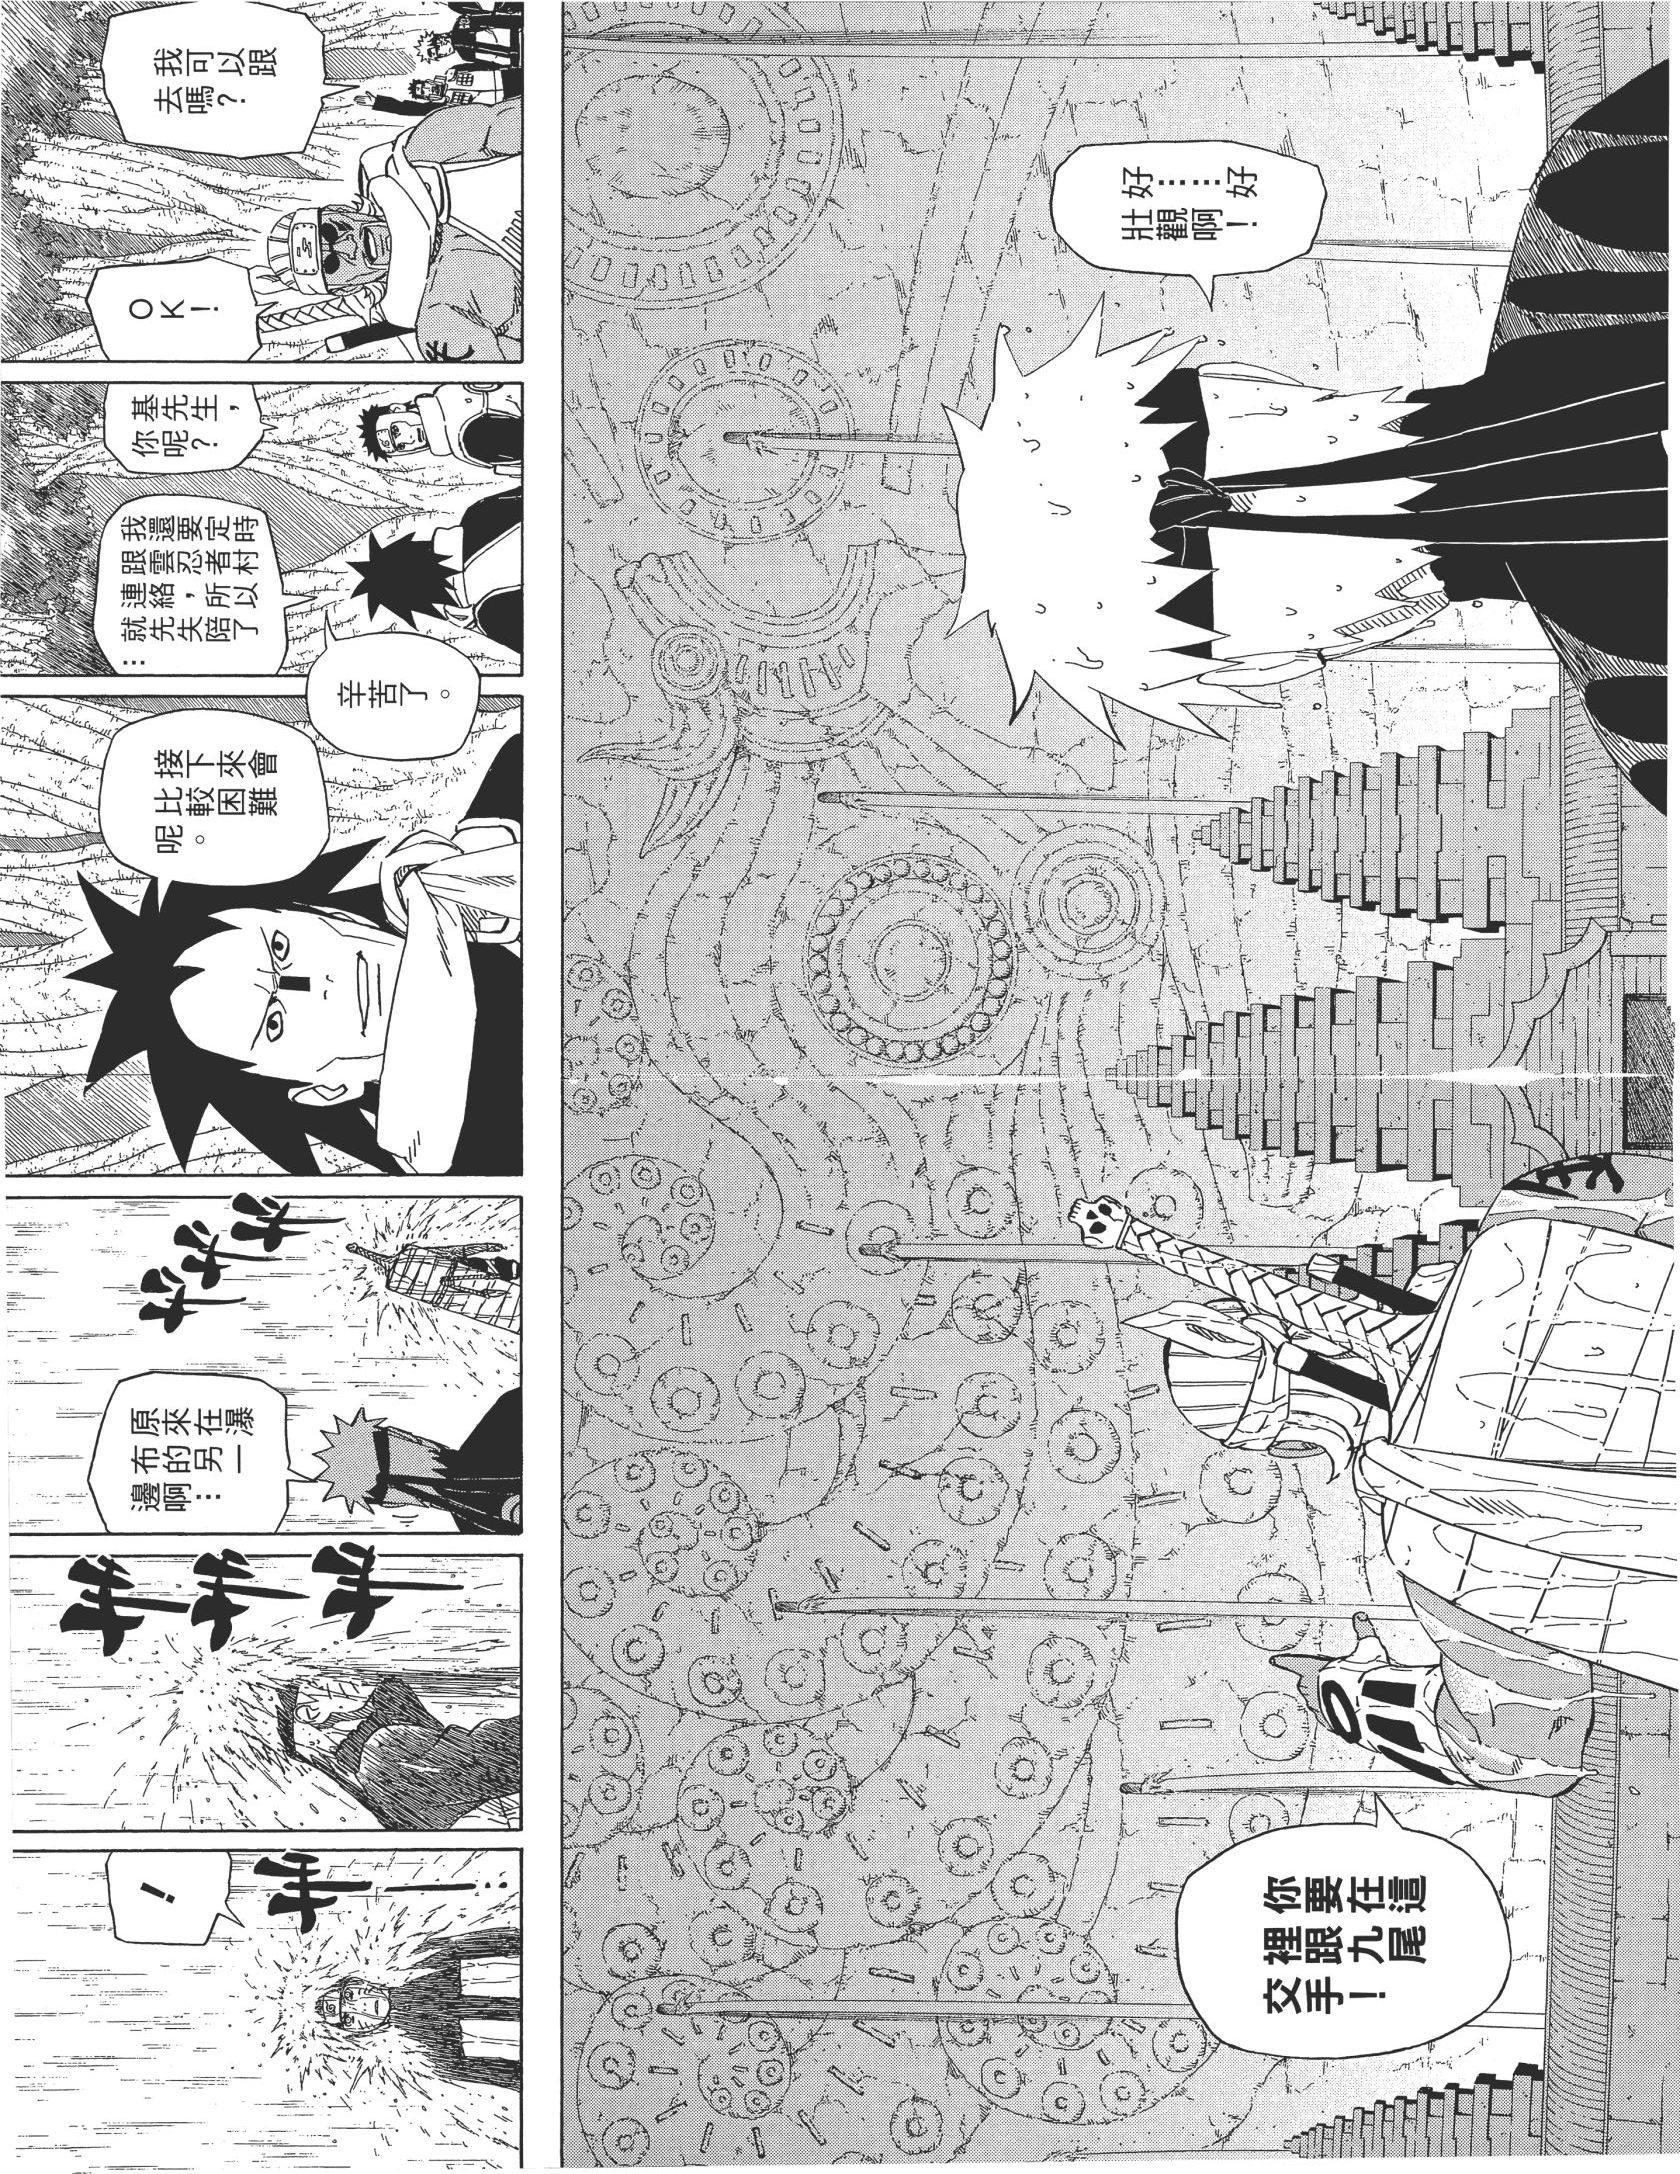 我可以跟
去嗎?
OK!
基先生，
你呢?
我還要定時
跟雲忍者村
連絡，所以
就先失陪了
…
辛苦了。
接下來會
比較困難
呢。
原來在瀑
布的另一
邊啊…
!
好……好
壯觀啊!
你要在這
裡跟九尾
交手!